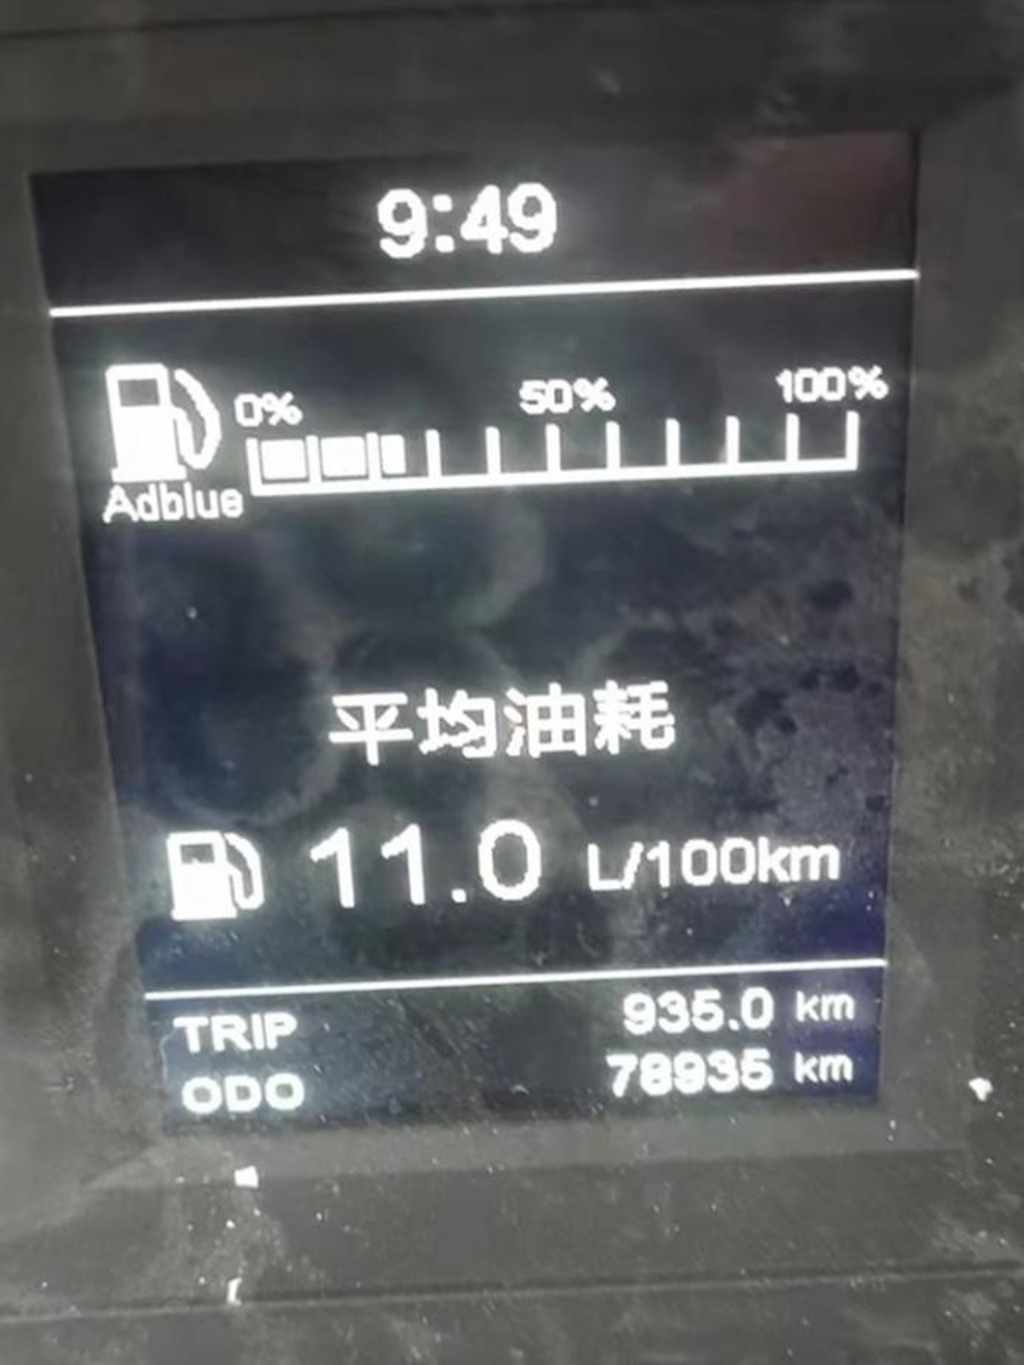 9:49
0% 50% 100%
Adblue
平均油耗
11.0 L/100km
TRIP 935.0 km
ODO 78935 km